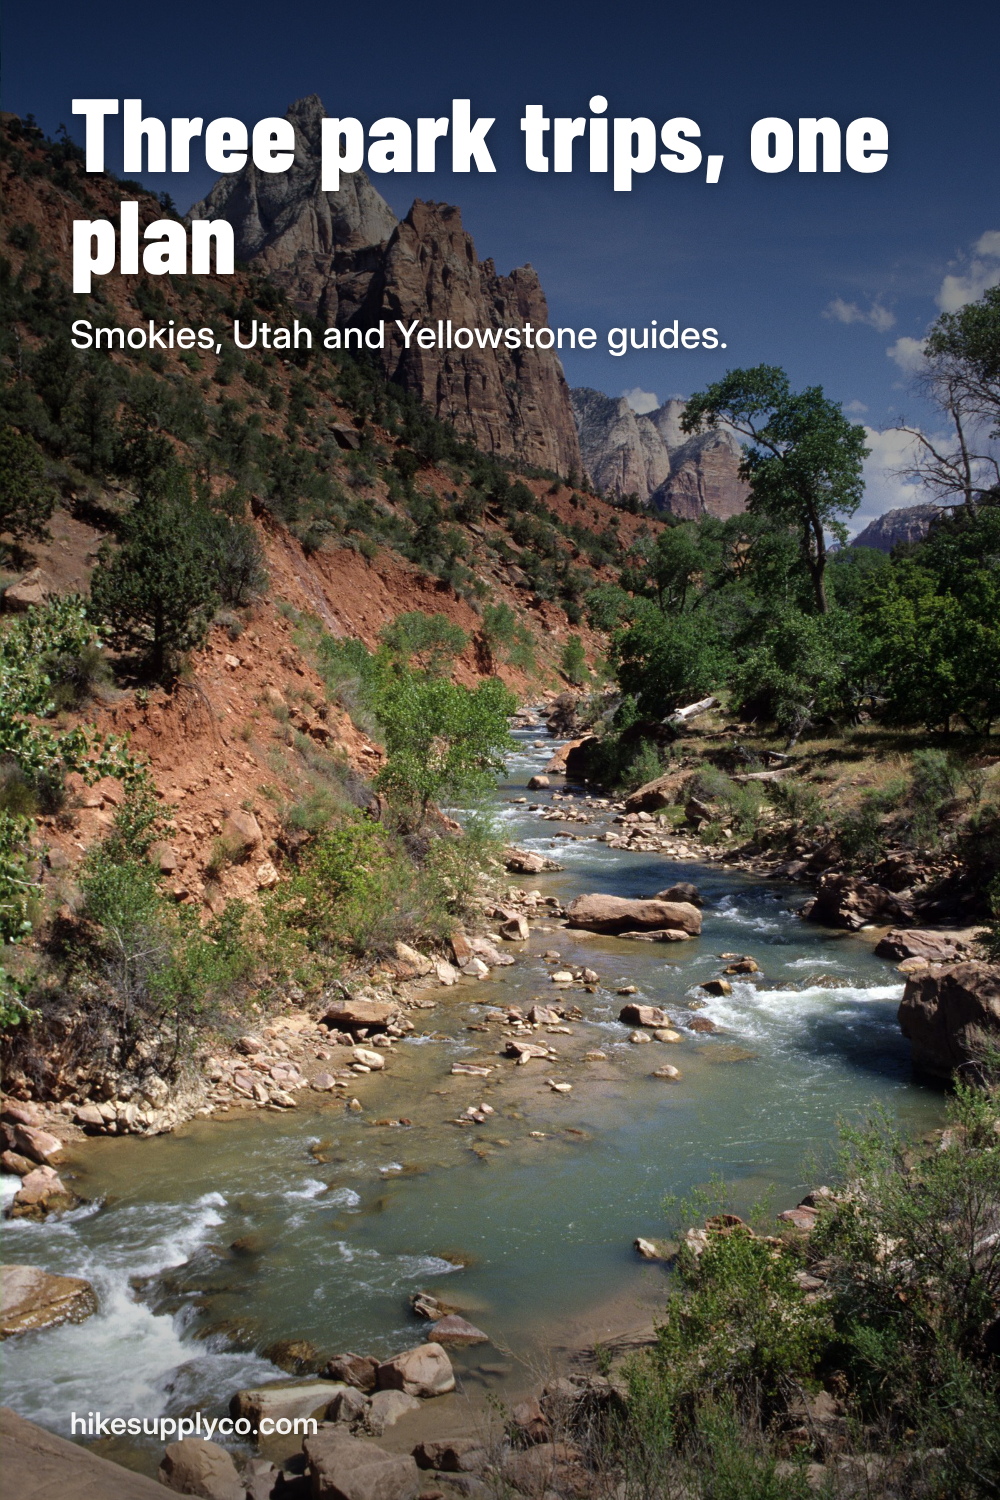 Three park trips, one
plan
Smokies, Utah and Yellowstone guides.
hikesupplyco.com